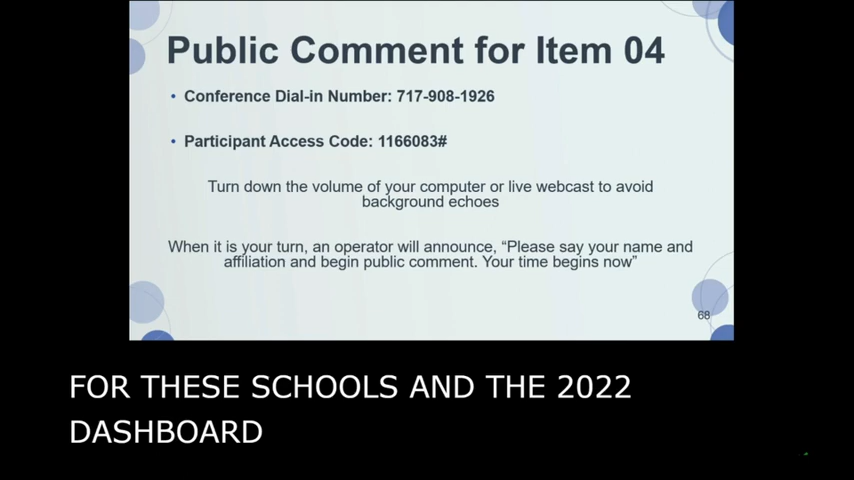 Public Comment for Item 04
• Conference Dial-in Number: 717-908-1926
• Participant Access Code: 1166083#
Turn down the volume of your computer or live webcast to avoid
background echoes
When it is your turn, an operator will announce, “Please say your name and
affiliation and begin public comment. Your time begins now”
68
FOR THESE SCHOOLS AND THE 2022
DASHBOARD